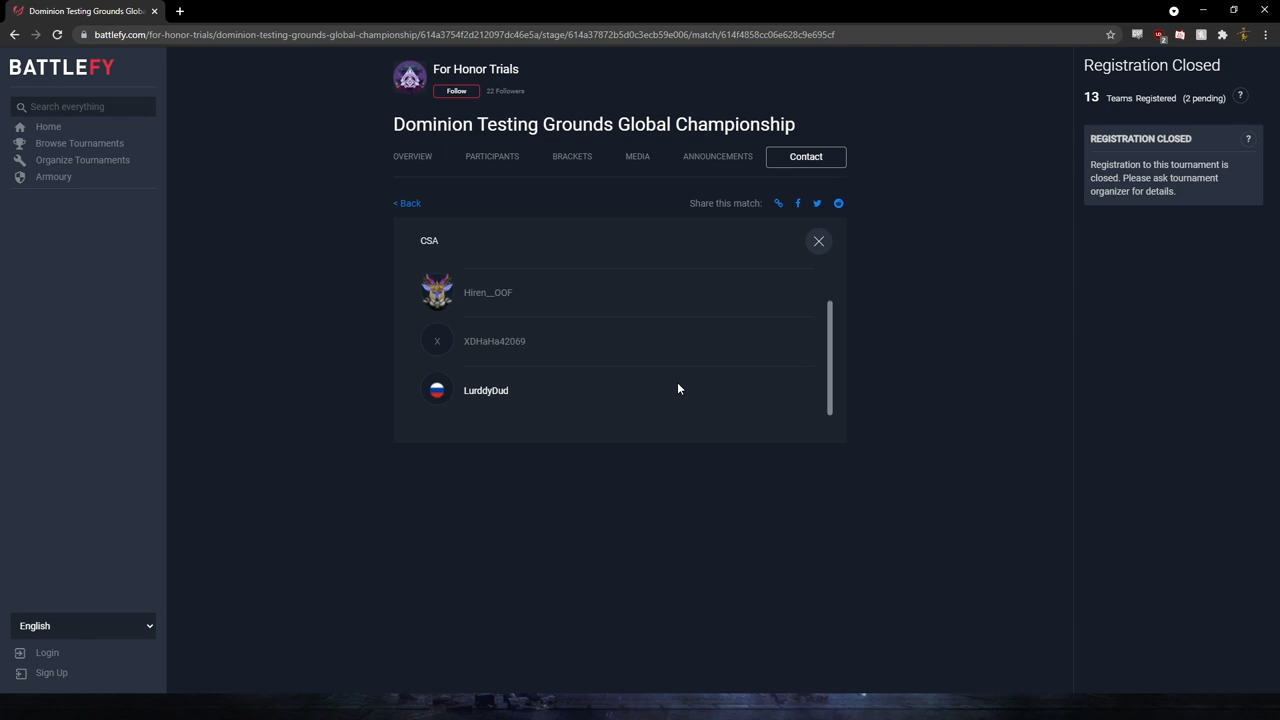 Dominion Testing Grounds Globa
battlefy.com/for-honor-trials/dominion-testing-grounds-global-championship/614a3754f2d212097dc46e5a/stage/614a37872b5d0c3ecb59e006/match/614f4858cc06e628c9e695cf
BATTLEFY
Search everything
Home
Browse Tournaments
Organize Tournaments
Armoury
For Honor Trials
Follow
22 Followers
Dominion Testing Grounds Global Championship
OVERVIEW PARTICIPANTS BRACKETS MEDIA ANNOUNCEMENTS Contact
< Back
Share this match:
CSA
Hiren__OOF
X XDHaHa42069
LurddyDud
Registration Closed
13 Teams Registered (2 pending) ?
REGISTRATION CLOSED ?
Registration to this tournament is
closed. Please ask tournament
organizer for details.
English
Login
Sign Up